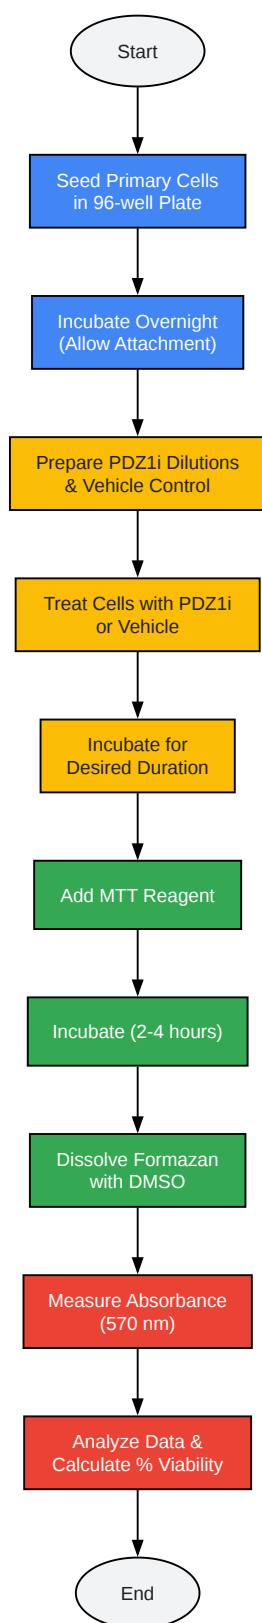 Start
Seed Primary Cells
in 96-well Plate
Incubate Overnight
(Allow Attachment)
Prepare PDZ1i Dilutions
& Vehicle Control
Treat Cells with PDZ1i
or Vehicle
Incubate for
Desired Duration
Add MTT Reagent
Incubate (2-4 hours)
Dissolve Formazan
with DMSO
Measure Absorbance
(570 nm)
Analyze Data &
Calculate % Viability
End